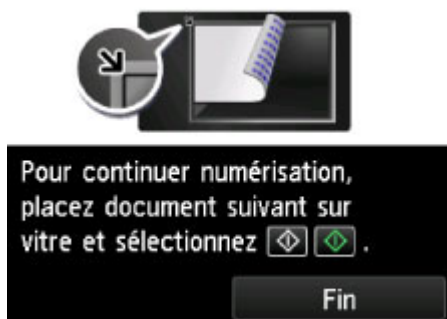 Pour continuer numérisation,
placez document suivant sur
vitre et sélectionnez .
Fin